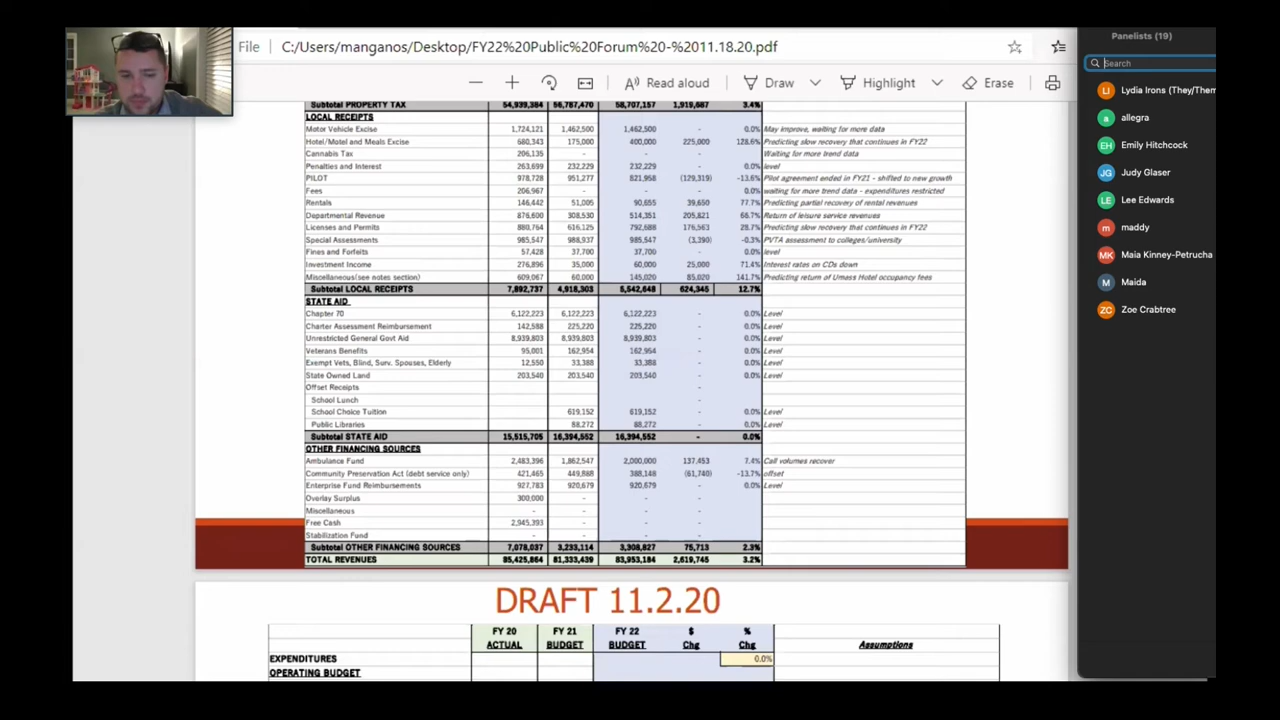 Panelists (19)
File C:/Users/manganos/Desktop/FY22%20Public%20Forum%20-%2011.18.20.pdf
Search
Read aloud Draw Highlight Erase
LI Lydia Irons (They/Them
a allegra
EH Emily Hitchcock
JG Judy Glaser
LE Lee Edwards
m maddy
MK Maia Kinney-Petrucha
M Maida
ZC Zoe Crabtree
Subtotal PROPERTY TAX 54,939,384 56,787,470 58,707,157 1,919,687 3.4%
LOCAL RECEIPTS
Motor Vehicle Excise 1,724,121 1,462,500 1,462,500 - 0.0% May improve, waiting for more data
Hotel/Motel and Meals Excise 680,343 175,000 400,000 225,000 128.6% Predicting slow recovery that continues in FY22
Cannabis Tax 206,135 - - Waiting for more trend data
Penalties and Interest 263,699 232,229 232,229 - 0.0% level
PILOT 978,728 951,277 821,958 (129,319) -13.6% Pilot agreement ended in FY21 - shifted to new growth
Fees 206,967 - - - 0.0% waiting for more trend data - expenditures restricted
Rentals 146,442 51,005 90,655 39,650 77.7% Predicting partial recovery of rental revenues
Departmental Revenue 876,600 308,530 514,351 205,821 66.7% Return of leisure service revenues
Licenses and Permits 880,764 616,125 792,688 176,563 28.7% Predicting slow recovery that continues in FY22
Special Assessments 985,547 988,937 985,547 (3,390) -0.3% PVTA assessment to colleges/university
Fines and Forfeits 57,428 37,700 37,700 - 0.0% level
Investment Income 276,896 35,000 60,000 25,000 71.4% Interest rates on CDs down
Miscellaneous(see notes section) 609,067 60,000 145,020 85,020 141.7% Predicting return of Umass Hotel occupancy fees
Subtotal LOCAL RECEIPTS 7,892,737 4,918,303 5,542,648 624,345 12.7%
STATE AID
Chapter 70 6,122,223 6,122,223 6,122,223 - 0.0% Level
Charter Assessment Reimbursement 142,588 225,220 225,220 - 0.0% Level
Unrestricted General Govt Aid 8,939,803 8,939,803 8,939,803 - 0.0% Level
Veterans Benefits 95,001 162,954 162,954 - 0.0% Level
Exempt Vets, Blind, Surv. Spouses, Elderly 12,550 33,388 33,388 - 0.0% Level
State Owned Land 203,540 203,540 203,540 - 0.0% Level
Offset Receipts -
School Lunch -
School Choice Tuition 619,152 619,152 - 0.0% Level
Public Libraries 88,272 88,272 - 0.0% Level
Subtotal STATE AID 15,515,705 16,394,552 16,394,552 - 0.0%
OTHER FINANCING SOURCES
Ambulance Fund 2,483,396 1,862,547 2,000,000 137,453 7.4% Call volumes recover
Community Preservation Act (debt service only) 421,465 449,888 388,148 (61,740) -13.7% offset
Enterprise Fund Reimbursements 927,783 920,679 920,679 - 0.0% Level
Overlay Surplus 300,000 - - -
Miscellaneous - - - -
Free Cash 2,945,393 - - -
Stabilization Fund - - - -
Subtotal OTHER FINANCING SOURCES 7,078,037 3,233,114 3,308,827 75,713 2.3%
TOTAL REVENUES 85,425,864 81,333,439 83,953,184 2,619,745 3.2%
DRAFT 11.2.20
FY 20 FY 21 FY 22 $ %
ACTUAL BUDGET BUDGET Chg Chg Assumptions
EXPENDITURES 0.0%
OPERATING BUDGET